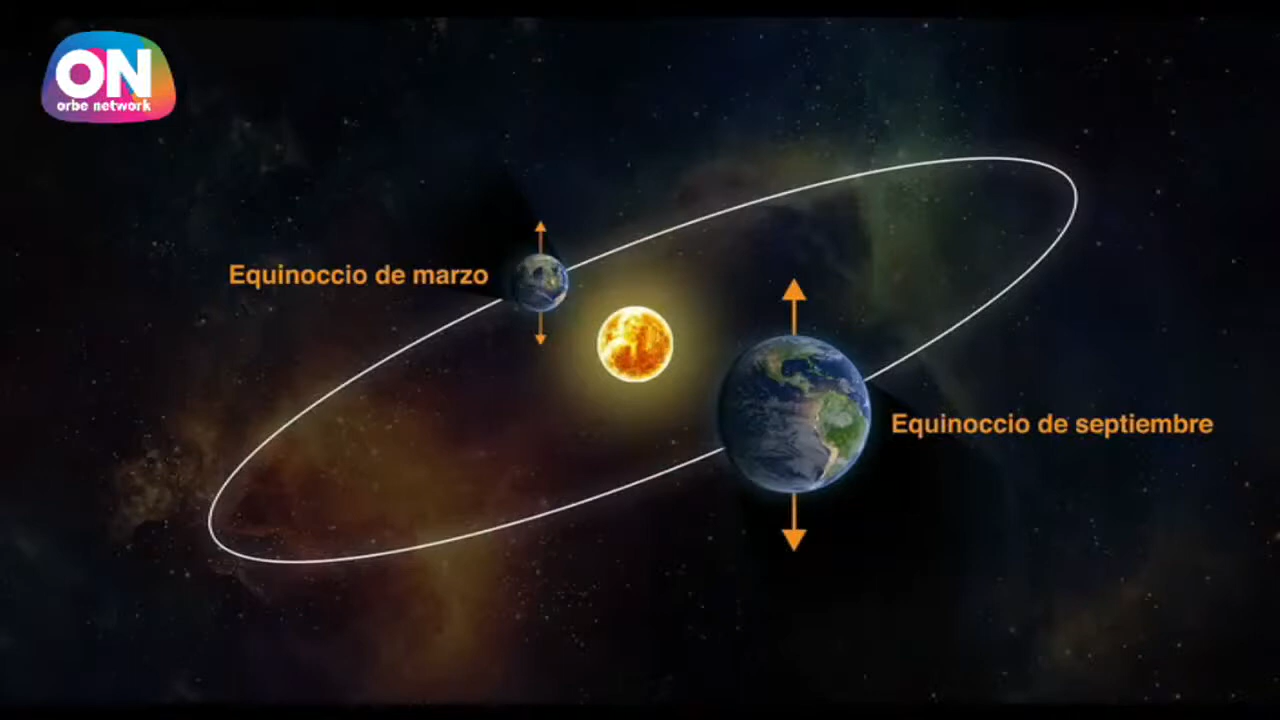 ON
orbe network
Equinoccio de marzo
Equinoccio de septiembre